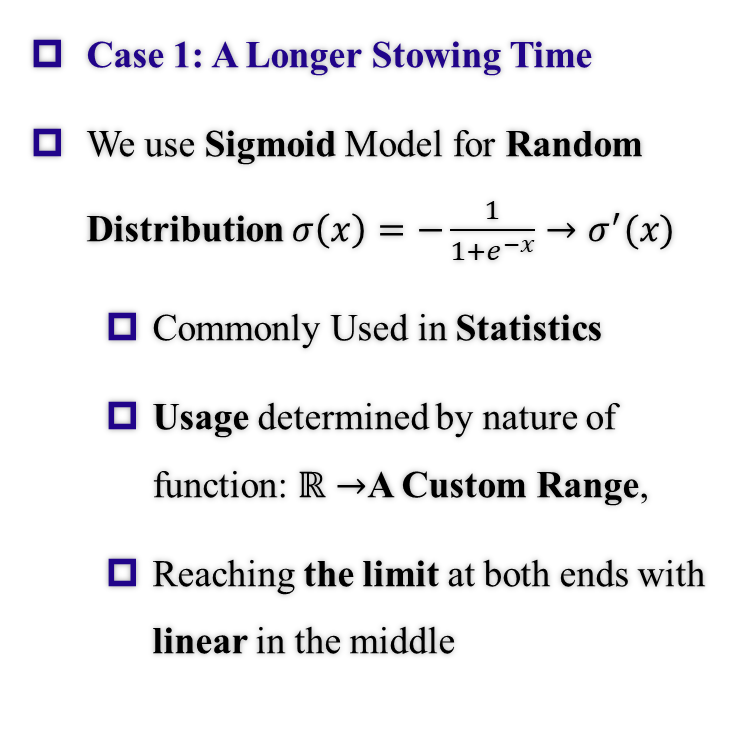 Case 1: A Longer Stowing Time
We use Sigmoid Model for Random
Distribution σ(x) = − 1/(1+e^−x) → σ′(x)
Commonly Used in Statistics
Usage determined by nature of
function: ℝ →A Custom Range,
Reaching the limit at both ends with
linear in the middle